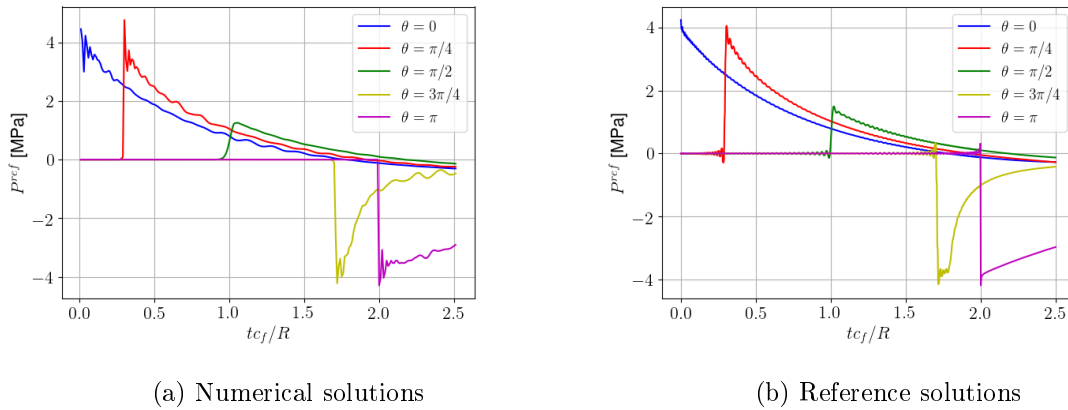 4
2
0
−2
−4
P^ref [MPa]
0.0 0.5 1.0 1.5 2.0 2.5
tc_f/R
θ = 0
θ = π/4
θ = π/2
θ = 3π/4
θ = π
(a) Numerical solutions
4
2
0
−2
−4
P^ref [MPa]
0.0 0.5 1.0 1.5 2.0 2.5
tc_f/R
θ = 0
θ = π/4
θ = π/2
θ = 3π/4
θ = π
(b) Reference solutions